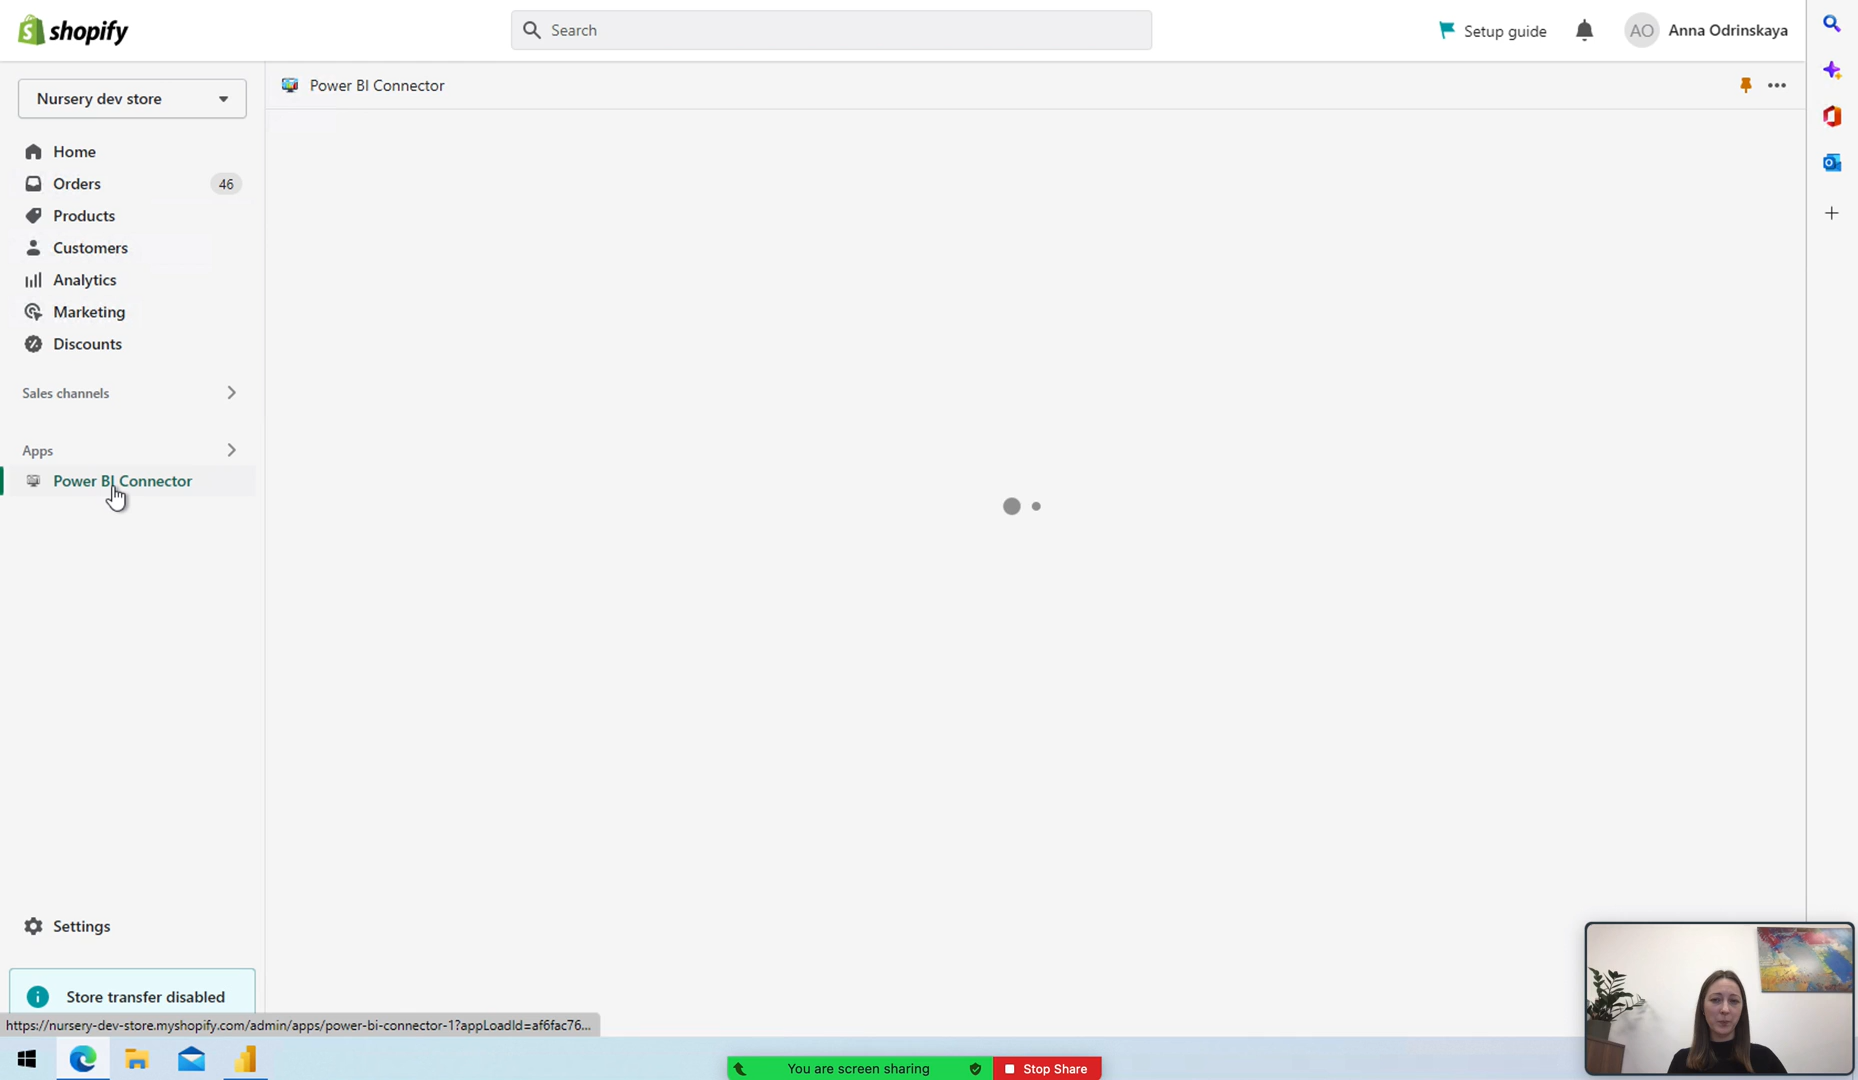 shopify
Search
Setup guide
AO
Anna Odrinskaya
Nursery dev store
Power BI Connector
Home
Orders
46
Products
Customers
Analytics
Marketing
Discounts
Sales channels
Apps
Power BI Connector
Settings
Store transfer disabled
https://nursery-dev-store.myshopify.com/admin/apps/power-bi-connector-1?appLoadId=af6fac76...
You are screen sharing
Stop Share